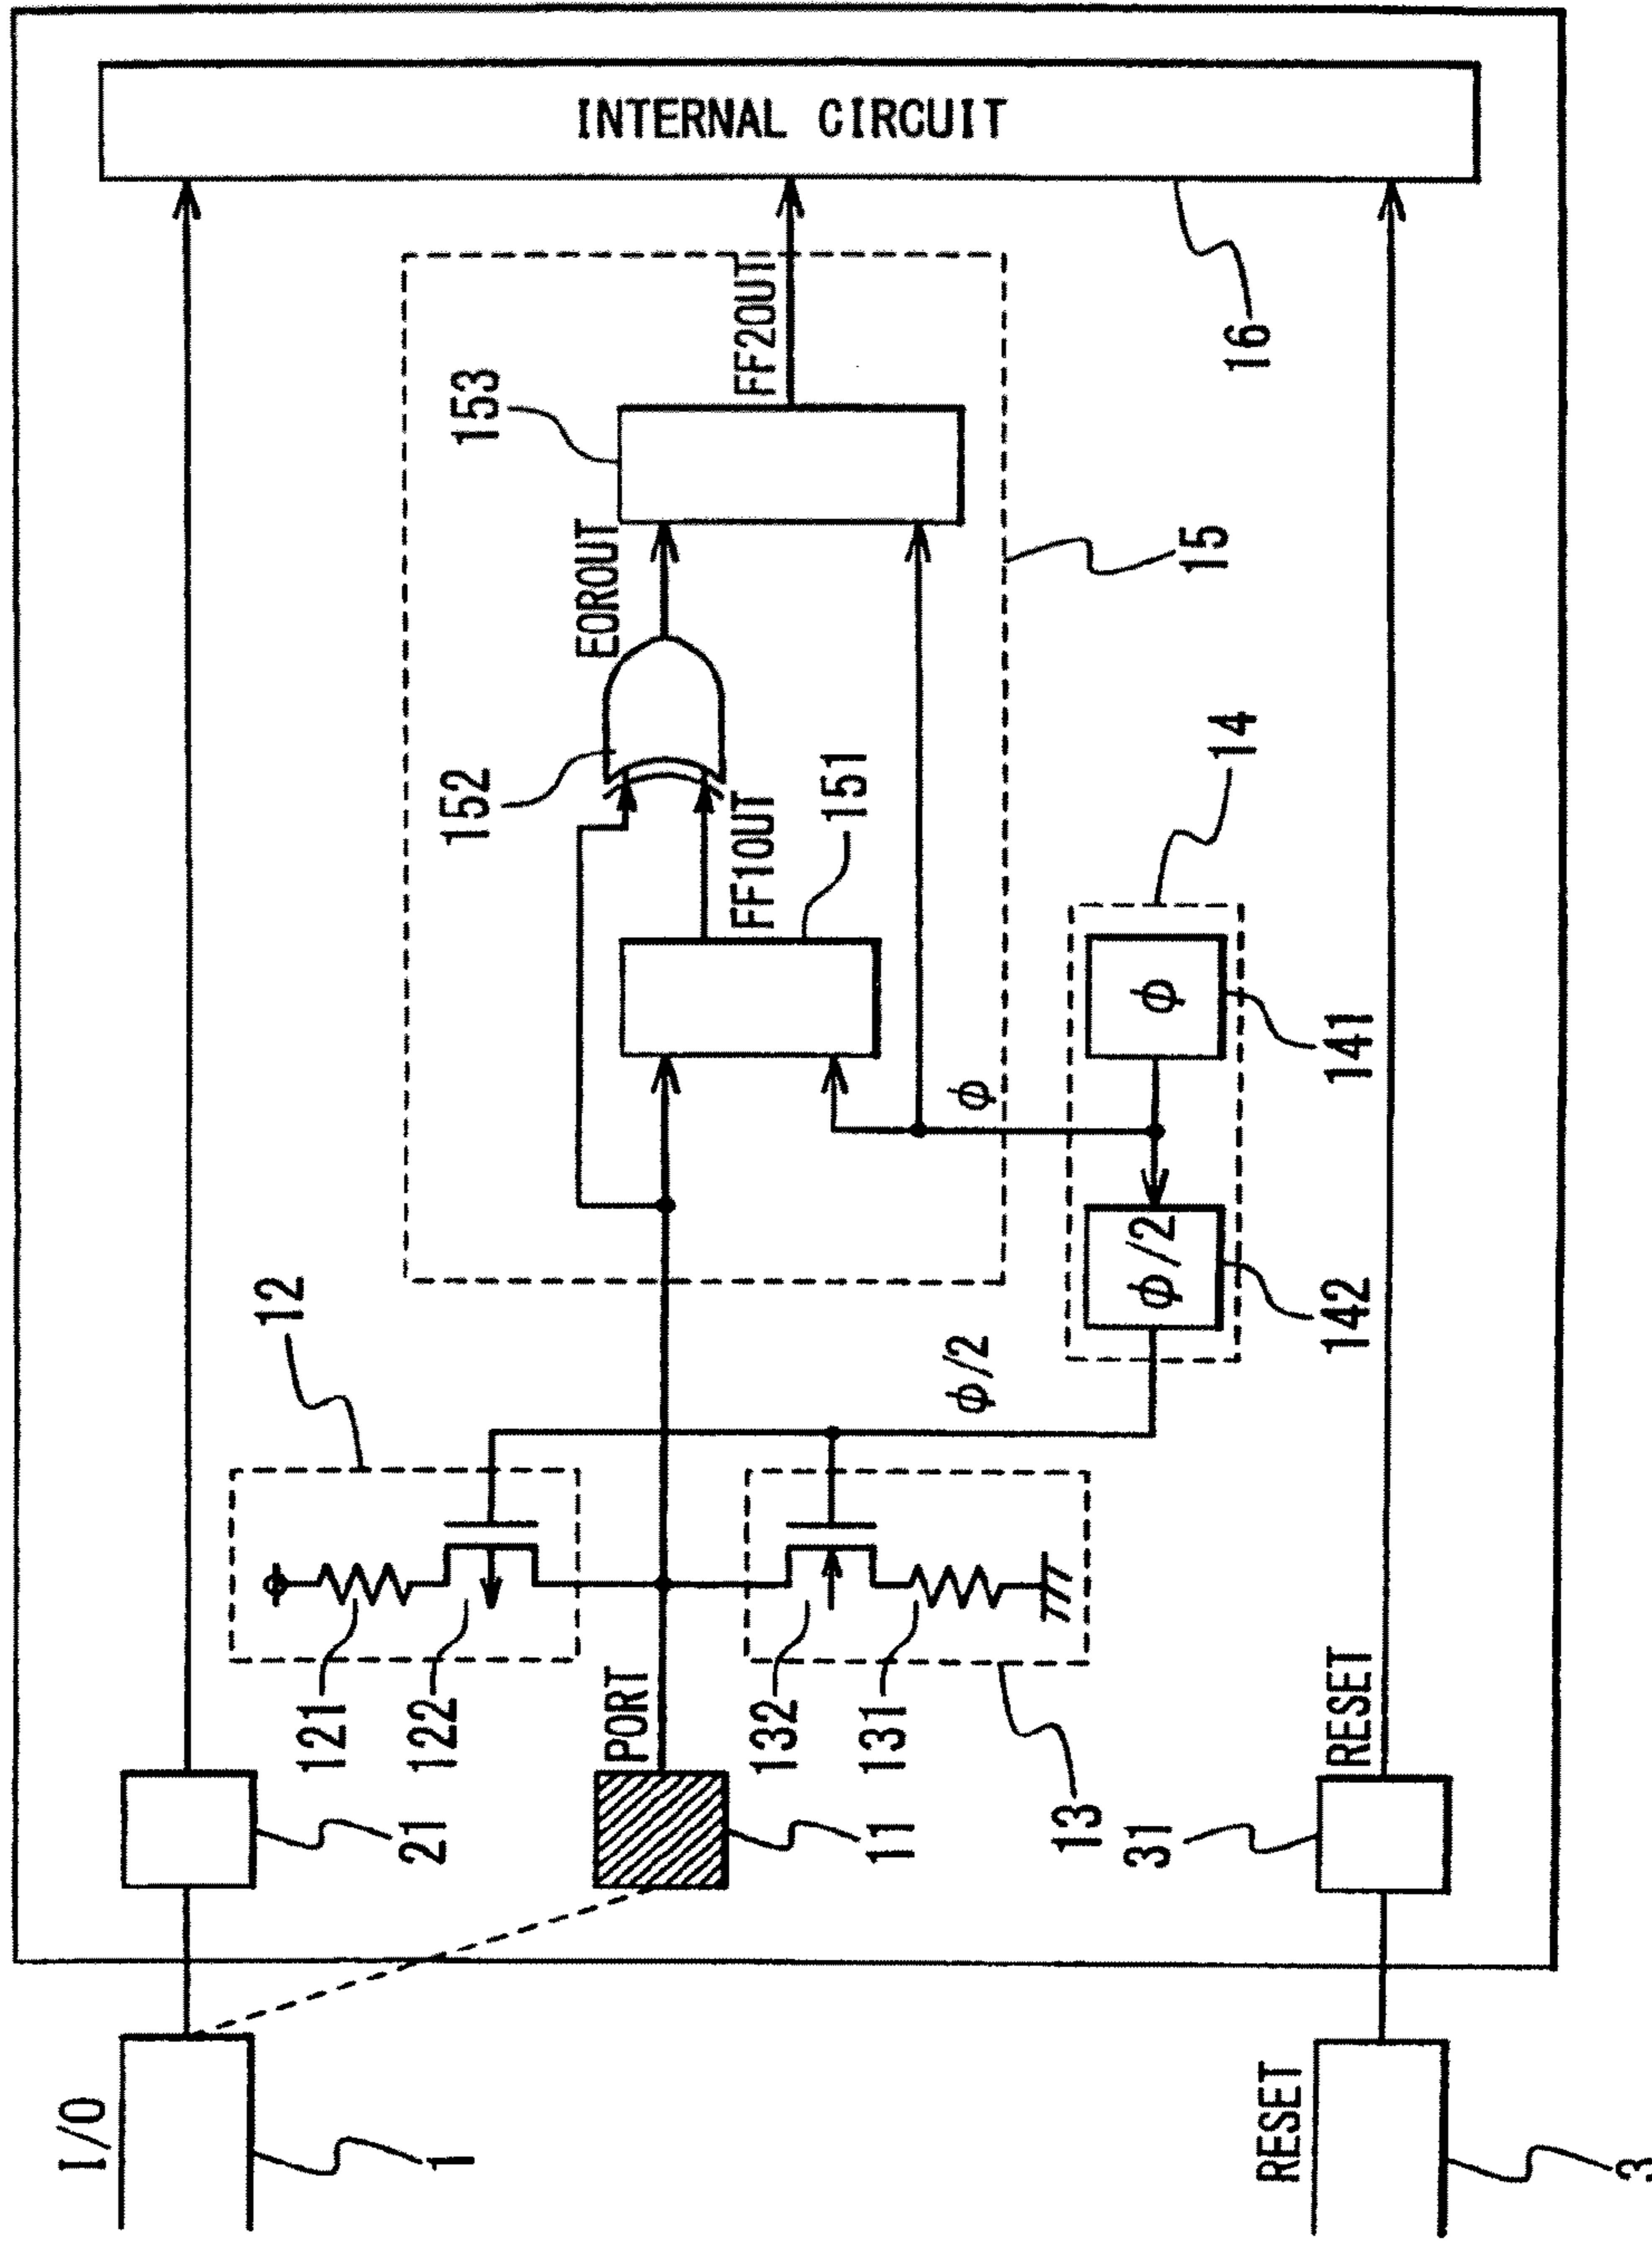 I/O
1
21
INTERNAL CIRCUIT
12
121
122
PORT
11
132
131
13
φ/2
152
EOROUT
FF1OUT
151
153
FF2OUT
15
16
φ
14
φ
141
φ/2
142
RESET
3
31
RESET